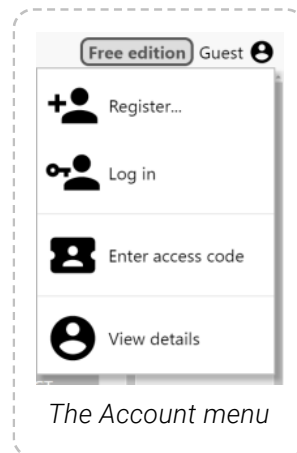 Free edition Guest
Register...
Log in
Enter access code
View details
The Account menu